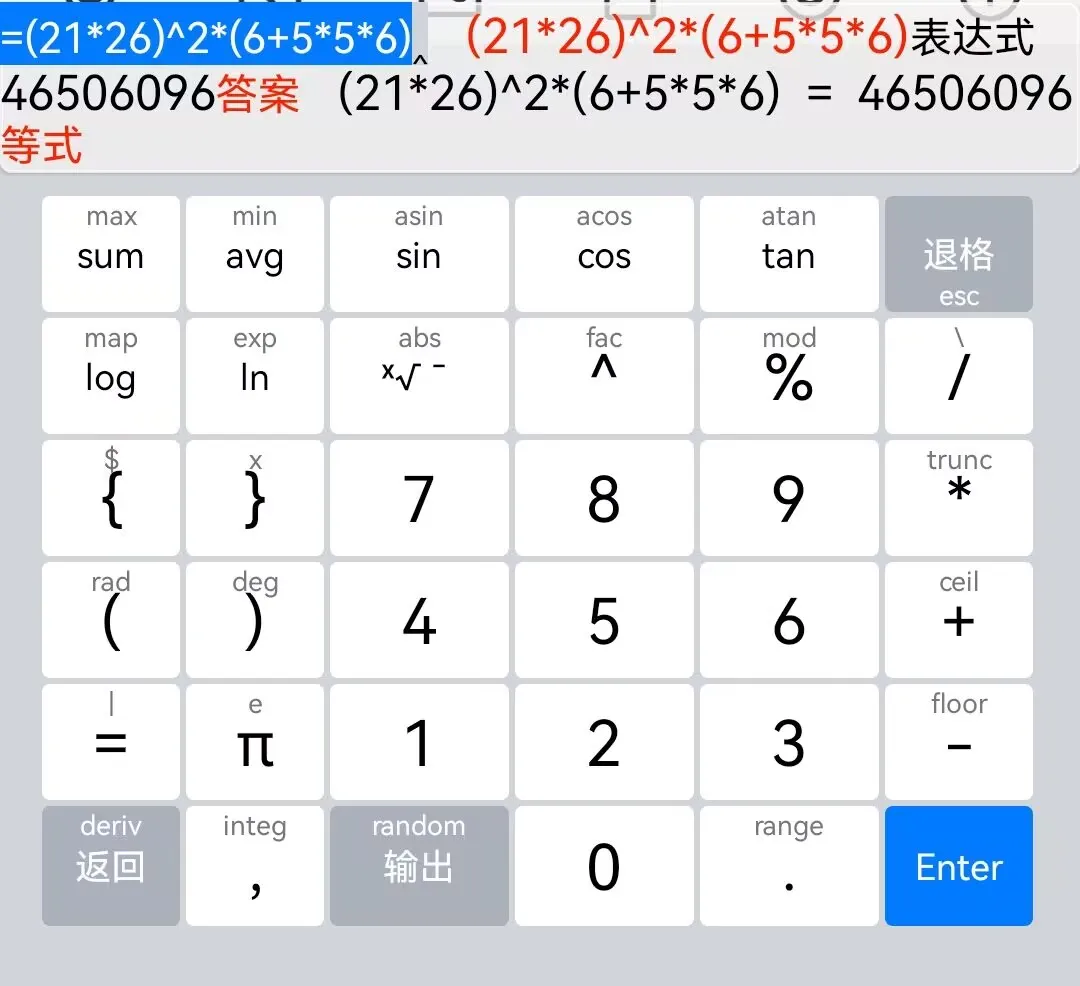 =(21*26)^2*(6+5*5*6) (21*26)^2*(6+5*5*6)表达式
46506096答案 (21*26)^2*(6+5*5*6) = 46506096
等式
max min asin acos atan
sum avg sin cos tan 退格
esc
map exp abs fac mod \
log ln x√ ̄ ^ % /
$ x trunc
{ } 7 8 9 *
rad deg ceil
( ) 4 5 6 +
| e floor
= π 1 2 3 -
deriv integ random range
返回 , 输出 0 . Enter